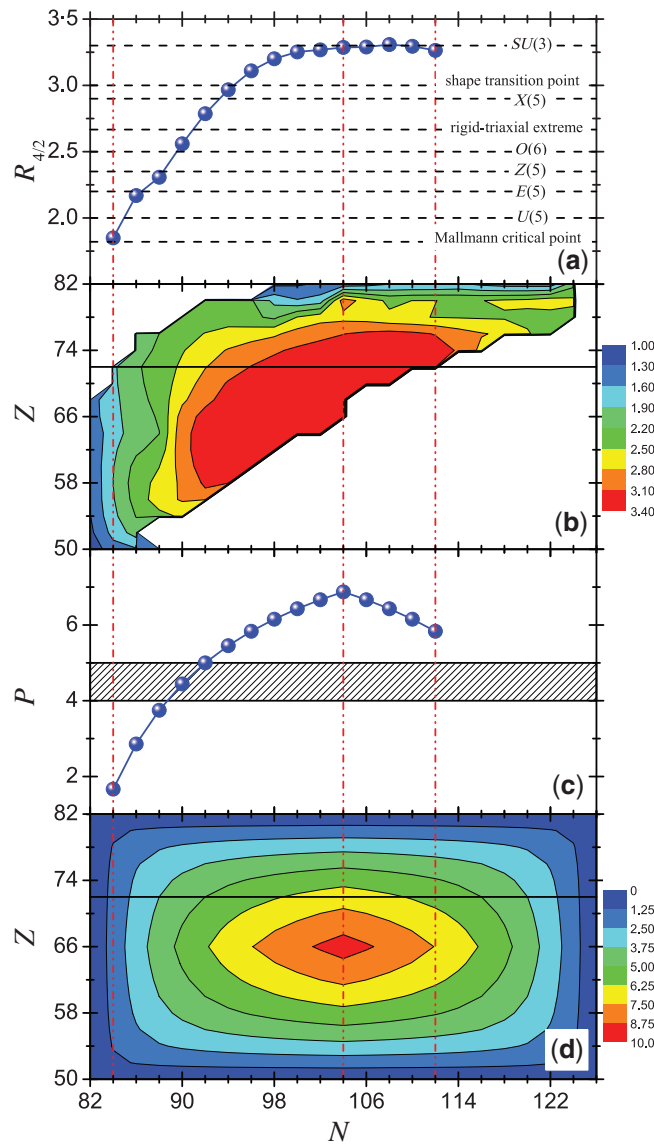 3.5
3.0
2.5
2.0
R4/2
SU(3)
shape transition point
X(5)
rigid-triaxial extreme
O(6)
Z(5)
E(5)
U(5)
Mallmann critical point
(a)
82
74
66
58
50
Z
(b)
1.00
1.30
1.60
1.90
2.20
2.50
2.80
3.10
3.40
6
4
2
P
(c)
82
74
66
58
50
Z
(d)
0
1.25
2.50
3.75
5.00
6.25
7.50
8.75
10.0
82 90 98 106 114 122
N